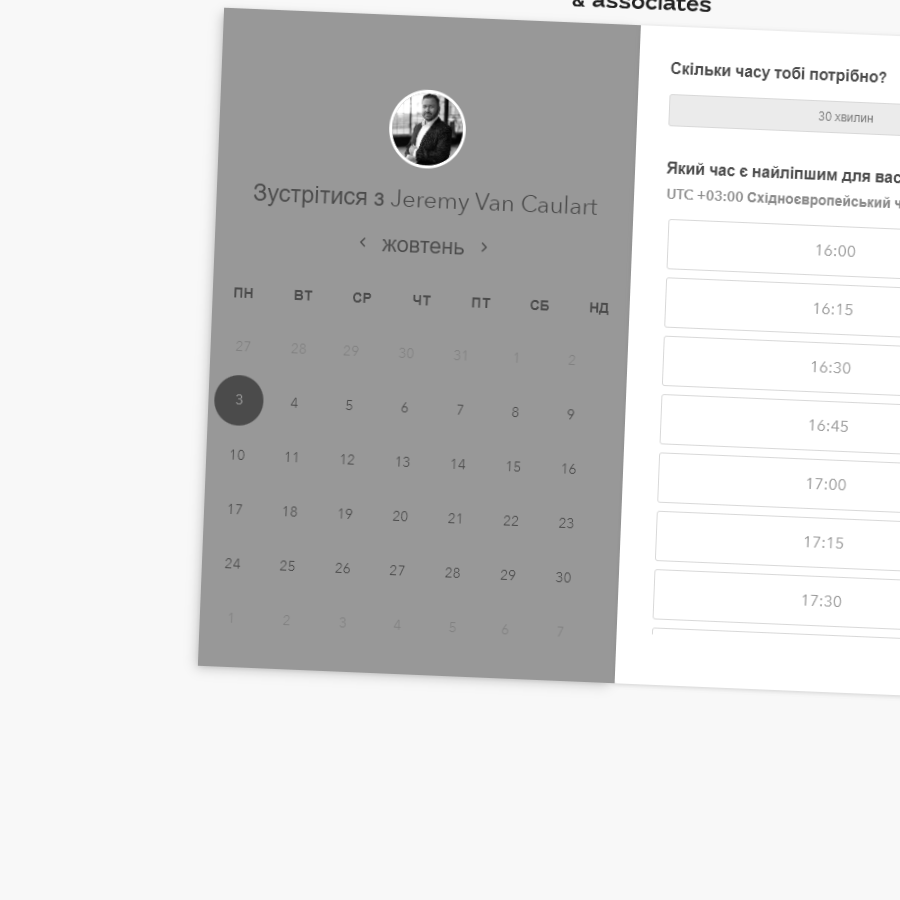 & associates
Зустрітися з Jeremy Van Caulart
жовтень
ПН ВТ СР ЧТ ПТ СБ НД
27 28 29 30 31 1 2
3 4 5 6 7 8 9
10 11 12 13 14 15 16
17 18 19 20 21 22 23
24 25 26 27 28 29 30
1 2 3 4 5 6 7
Скільки часу тобі потрібно?
30 хвилин
Який час є найліпшим для вас
UTC +03:00 Східноєвропейський
16:00
16:15
16:30
16:45
17:00
17:15
17:30